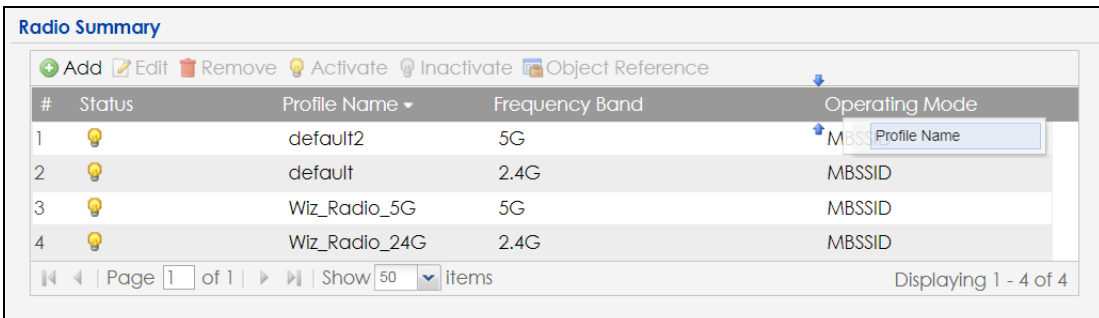 Radio Summary
Add Edit Remove Activate Inactivate Object Reference
# Status Profile Name Frequency Band Operating Mode
1 default2 5G MBSSID
Profile Name
2 default 2.4G MBSSID
3 Wiz_Radio_5G 5G MBSSID
4 Wiz_Radio_24G 2.4G MBSSID
Page 1 of 1 Show 50 items Displaying 1 - 4 of 4